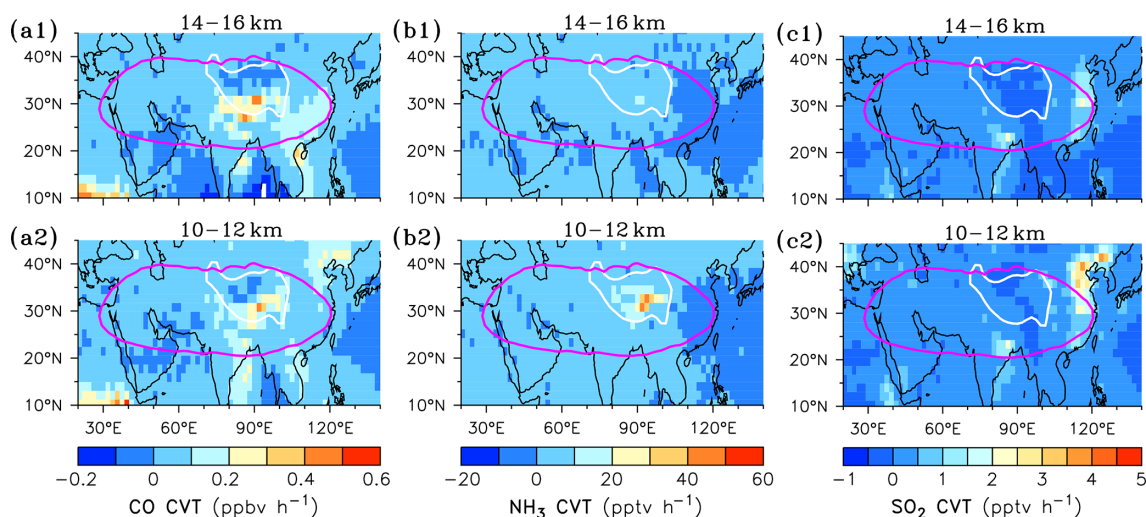 (a1) 14–16 km
(b1) 14–16 km
(c1) 14–16 km
40°N 40°N 40°N
30°N 30°N 30°N
20°N 20°N 20°N
10°N 10°N 10°N
(a2) 10–12 km
(b2) 10–12 km
(c2) 10–12 km
40°N 40°N 40°N
30°N 30°N 30°N
20°N 20°N 20°N
10°N 10°N 10°N
30°E 60°E 90°E 120°E 30°E 60°E 90°E 120°E 30°E 60°E 90°E 120°E
−0.2 0 0.2 0.4 0.6 −20 0 20 40 60 −1 0 1 2 3 4 5
CO CVT (ppbv h⁻¹) NH₃ CVT (pptv h⁻¹) SO₂ CVT (pptv h⁻¹)